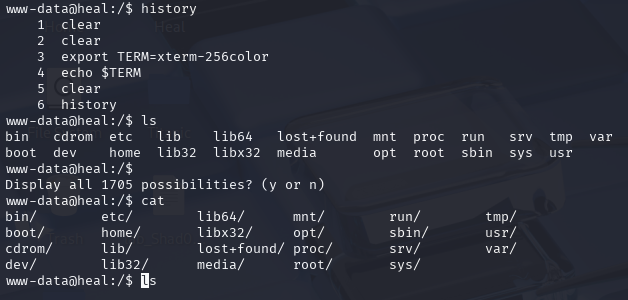 www-data@heal:/$ history
    1  clear
    2  clear
    3  export TERM=xterm-256color
    4  echo $TERM
    5  clear
    6  history
www-data@heal:/$ ls
bin   cdrom  etc   lib    lib64   lost+found  mnt  proc  run   srv  tmp  var
boot  dev    home  lib32  libx32  media       opt  root  sbin  sys  usr
www-data@heal:/$
Display all 1705 possibilities? (y or n)
www-data@heal:/$ cat
bin/        etc/        lib64/      mnt/        run/        tmp/
boot/       home/       libx32/     opt/        sbin/       usr/
cdrom/      lib/        lost+found/ proc/       srv/        var/
dev/        lib32/      media/      root/       sys/
www-data@heal:/$ ls